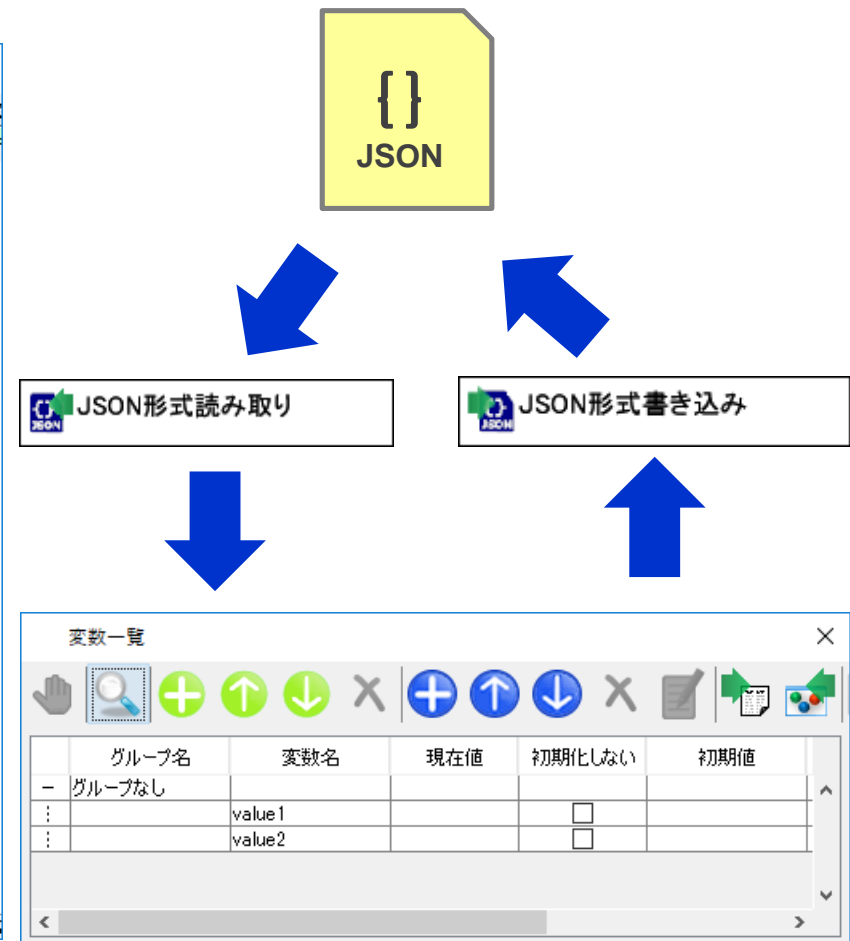 { }
JSON
JSON形式読み取り
JSON形式書き込み
変数一覧
グループ名 変数名 現在値 初期化しない 初期値
グループなし
value1
value2